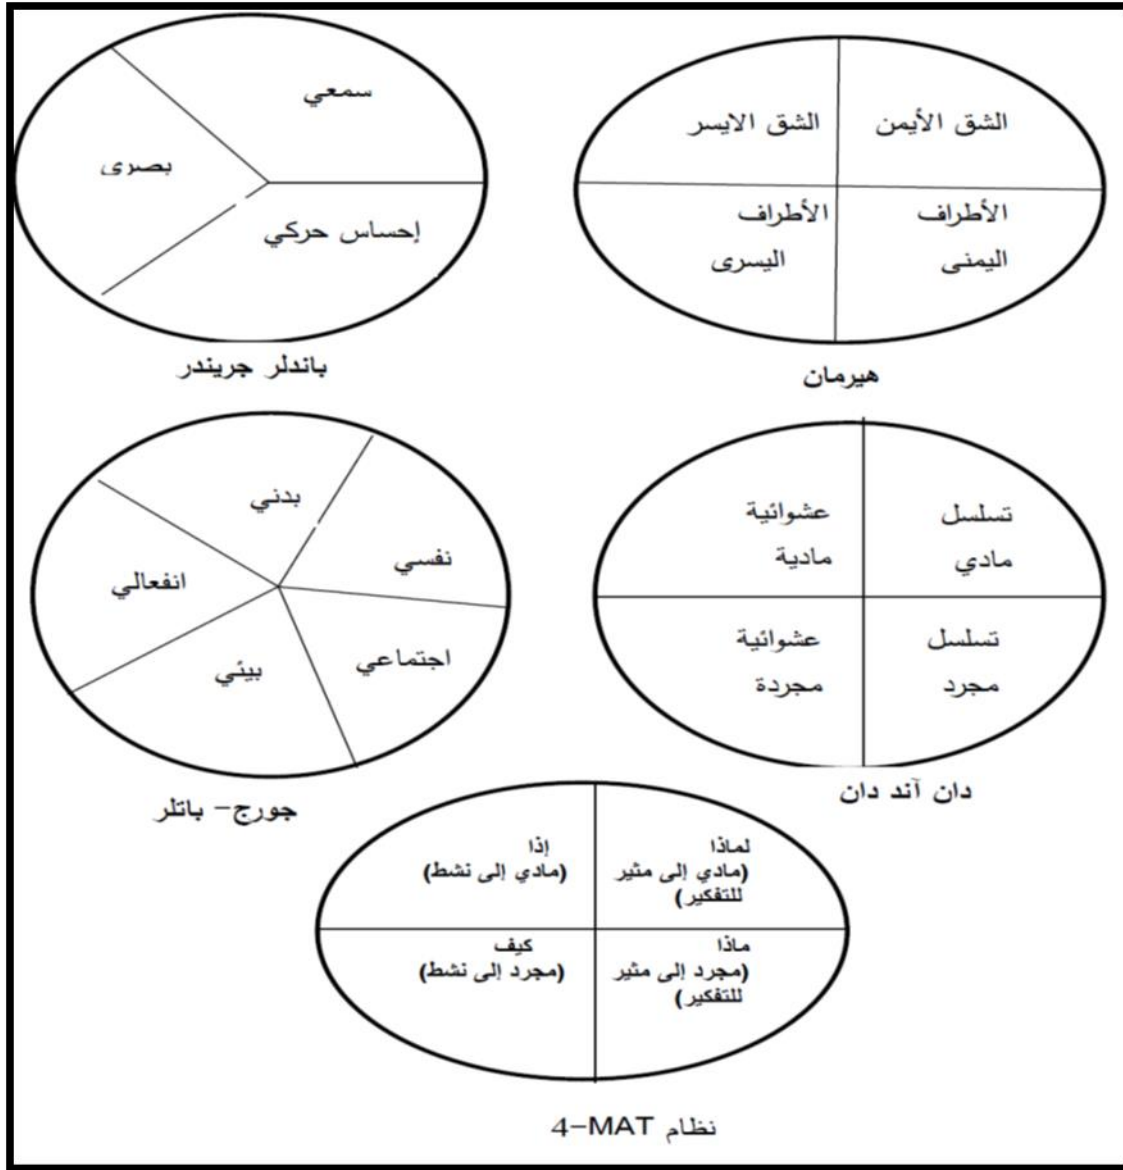 الشق الأيمن
الشق الايسر
الأطراف
اليمنى
الأطراف
اليسرى
هيرمان
سمعي
بصرى
إحساس حركي
باندلر جريندر
تسلسل
مادي
عشوائية
مادية
تسلسل
مجرد
عشوائية
مجردة
دان آند دان
بدني
نفسي
انفعالي
اجتماعي
بيئي
جورج- باتلر
لماذا
(مادي إلى مثير
للتفكير)
إذا
(مادي إلى نشط)
ماذا
(مجرد إلى مثير
للتفكير)
كيف
(مجرد إلى نشط)
نظام 4-MAT